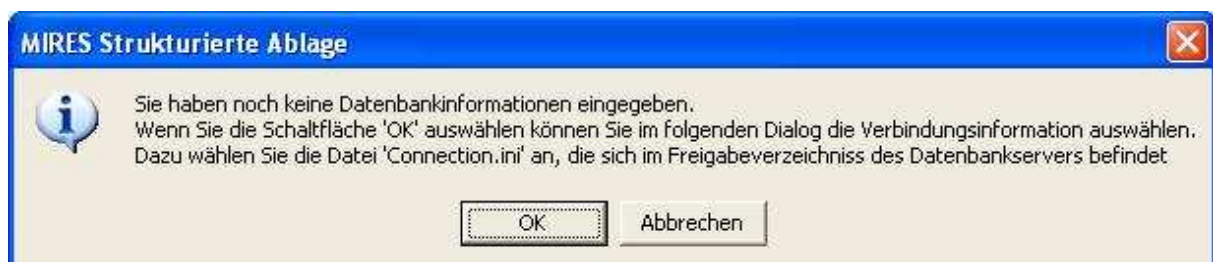 MIRES Strukturierte Ablage
Sie haben noch keine Datenbankinformationen eingegeben.
Wenn Sie die Schaltfläche 'OK' auswählen können Sie im folgenden Dialog die Verbindungsinformation auswählen.
Dazu wählen Sie die Datei 'Connection.ini' an, die sich im Freigabeverzeichniss des Datenbankservers befindet
OK Abbrechen